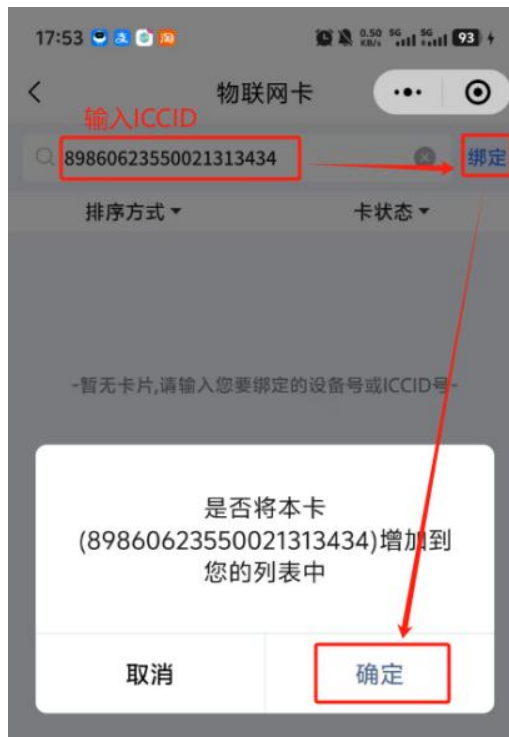 17:53
0.50
KB/s
5G
5G
93
物联网卡
输入ICCID
89860623550021313434
绑定
排序方式
卡状态
-暂无卡片,请输入您要绑定的设备号或ICCID号-
是否将本卡
(89860623550021313434)增加到
您的列表中
取消
确定